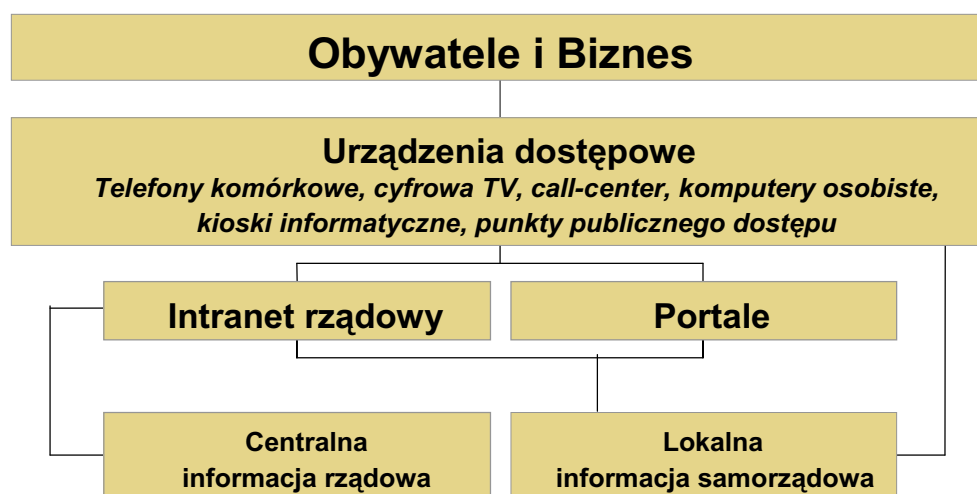 Obywatele i Biznes
Urządzenia dostępowe
Telefony komórkowe, cyfrowa TV, call-center, komputery osobiste,
kioski informatyczne, punkty publicznego dostępu
Intranet rządowy
Portale
Centralna
informacja rządowa
Lokalna
informacja samorządowa